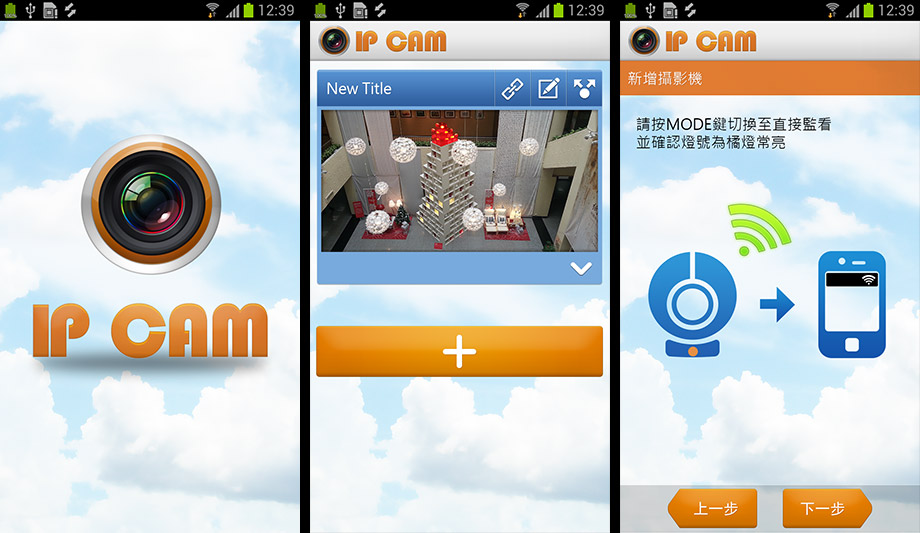 12:39
IP CAM
12:39
IP CAM
New Title
12:39
IP CAM
新增攝影機
請按MODE鍵切換至直接監看
並確認燈號為橘燈常亮
上一步
下一步